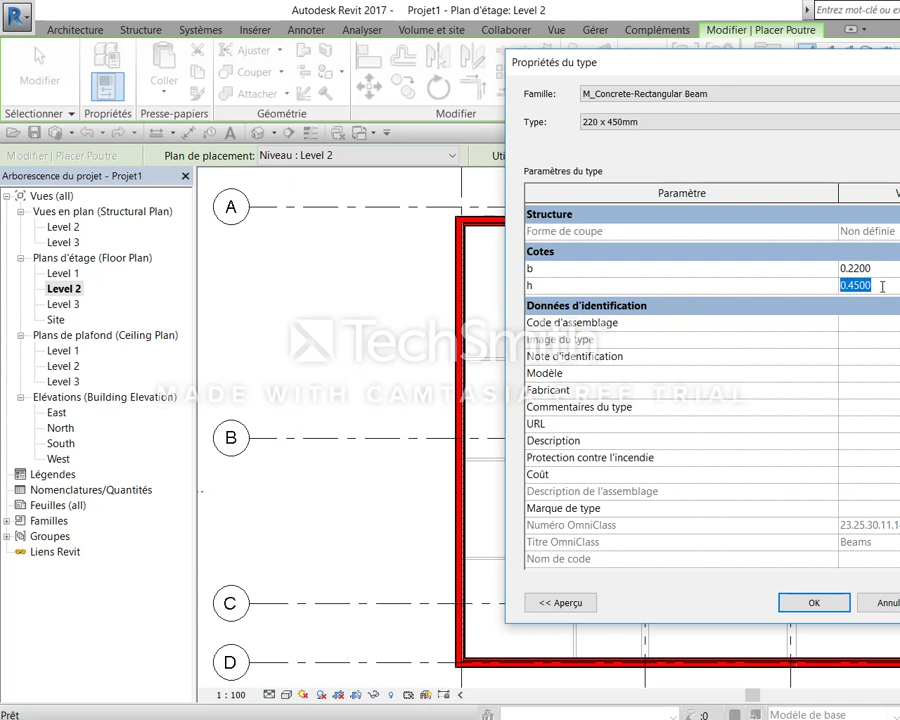 Autodesk Revit 2017 - Projet1 - Plan d'étage: Level 2
Entrez mot-clé ou
Architecture Structure Systèmes Insérer Annoter Analyser Volume et site Collaborer Vue Gérer Compléments Modifier | Placer Poutre
Modifier
Coller
Ajuster
Couper
Attacher
Sélectionner Propriétés Presse-papiers Géométrie Modifier
Modifier | Placer Poutre
Plan de placement: Niveau : Level 2
Arborescence du projet - Projet1
Vues (all)
Vues en plan (Structural Plan)
Level 2
Level 3
Plans d'étage (Floor Plan)
Level 1
Level 2
Level 3
Site
Plans de plafond (Ceiling Plan)
Level 1
Level 2
Level 3
Elévations (Building Elevation)
East
North
South
West
Légendes
Nomenclatures/Quantités
Feuilles (all)
Familles
Groupes
Liens Revit
A
B
C
D
Propriétés du type
Famille: M_Concrete-Rectangular Beam
Type: 220 x 450mm
Paramètres du type
Paramètre
Structure
Forme de coupe Non définie
Cotes
b 0.2200
h 0.4500
Données d'identification
Code d'assemblage
Image du type
Note d'identification
Modèle
Fabricant
Commentaires du type
URL
Description
Protection contre l'incendie
Coût
Description de l'assemblage
Marque de type
Numéro OmniClass 23.25.30.11.1
Titre OmniClass Beams
Nom de code
<< Aperçu OK Annul
TechSmith
MADE WITH CAMTASIA FREE TRIAL
1 : 100
Prêt
:0
Modèle de base